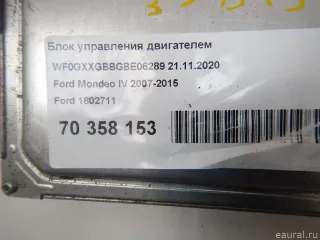 Блок управления двигателем
WF0GXXGBBGBE06289 21.11.2020
Ford Mondeo IV 2007-2015
Ford 1802711
70 358 153
© eaural.ru